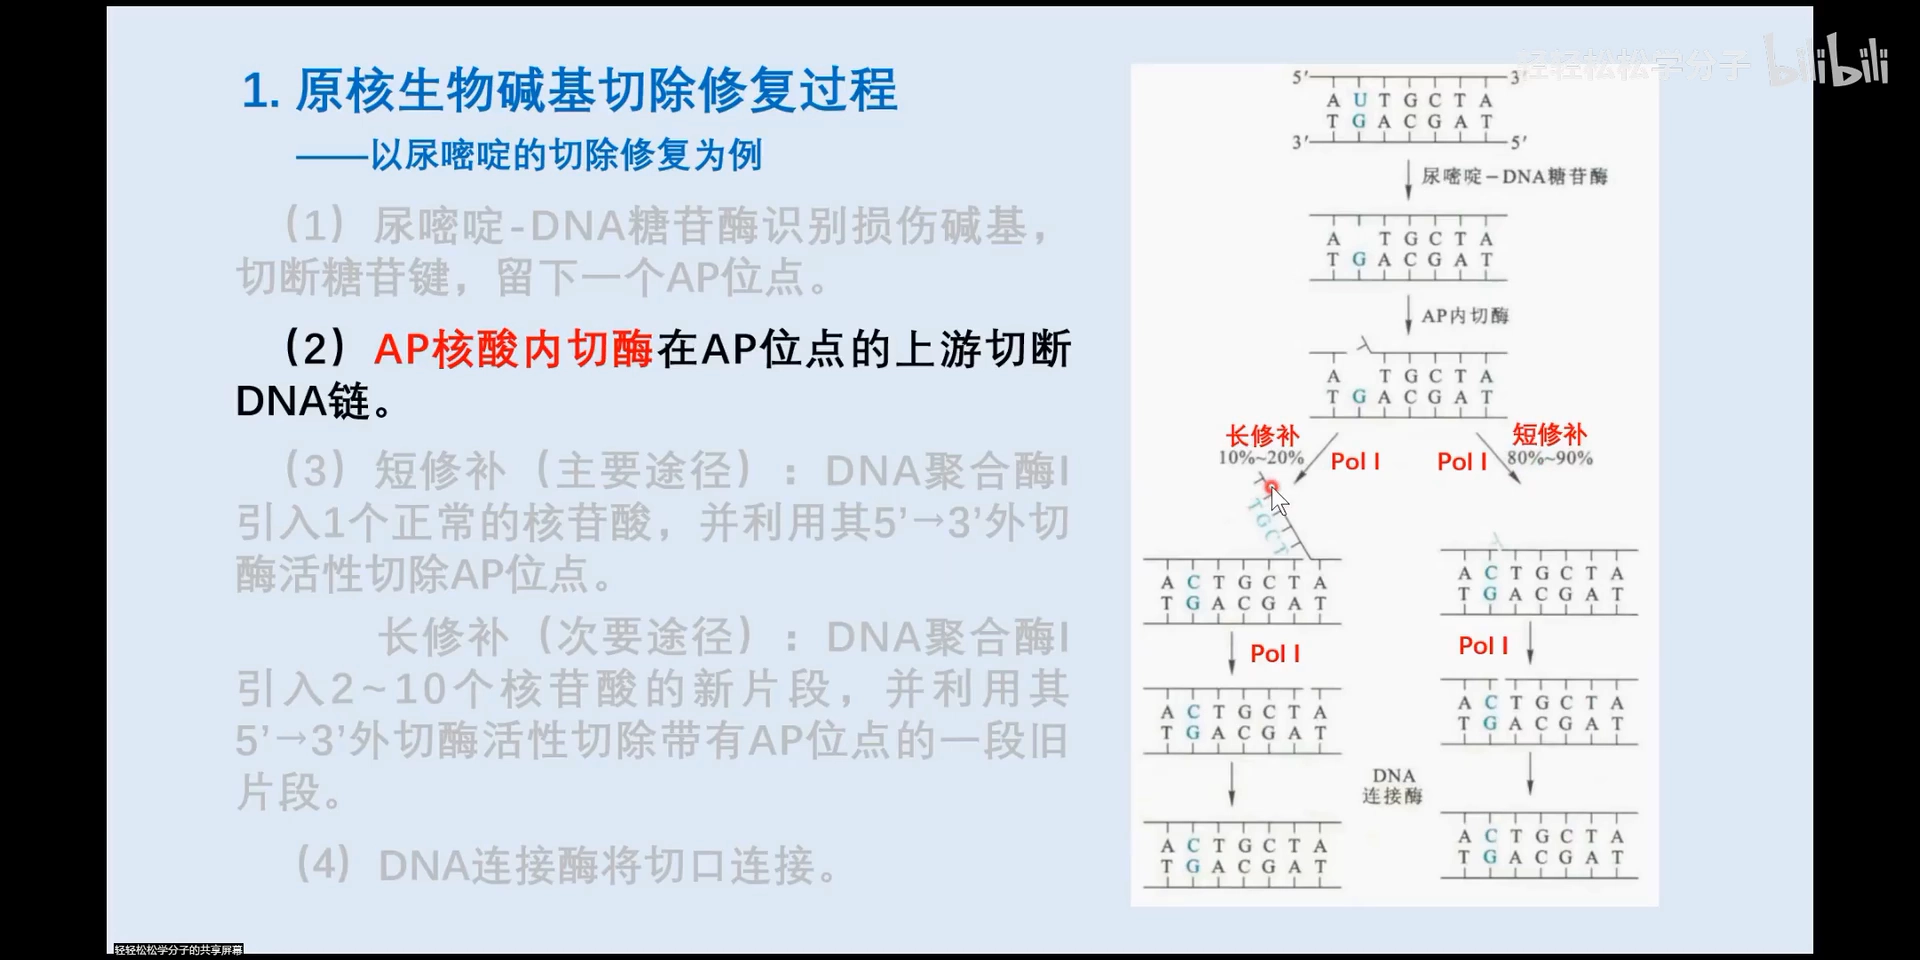 轻轻松松学分子 bilibili
1. 原核生物碱基切除修复过程
——以尿嘧啶的切除修复为例
（1）尿嘧啶-DNA糖苷酶识别损伤碱基，
切断糖苷键，留下一个AP位点。
（2）AP核酸内切酶在AP位点的上游切断
DNA链。
（3）短修补（主要途径）：DNA聚合酶I
引入1个正常的核苷酸，并利用其5’→3’外切
酶活性切除AP位点。
长修补（次要途径）：DNA聚合酶I
引入2~10个核苷酸的新片段，并利用其
5’→3’外切酶活性切除带有AP位点的一段旧
片段。
（4）DNA连接酶将切口连接。
5′ 3′
A U T G C T A
T G A C G A T
3′ 5′
尿嘧啶－DNA糖苷酶
A T G C T A
T G A C G A T
AP内切酶
A T G C T A
T G A C G A T
长修补 短修补
10%~20% Pol I Pol I 80%~90%
TGCT
A C T G C T A
T G A C G A T
A C T G C T A
T G A C G A T
Pol I Pol I
A C T G C T A
T G A C G A T
A C T G C T A
T G A C G A T
DNA
连接酶
A C T G C T A
T G A C G A T
A C T G C T A
T G A C G A T
轻轻松松学分子的共享屏幕